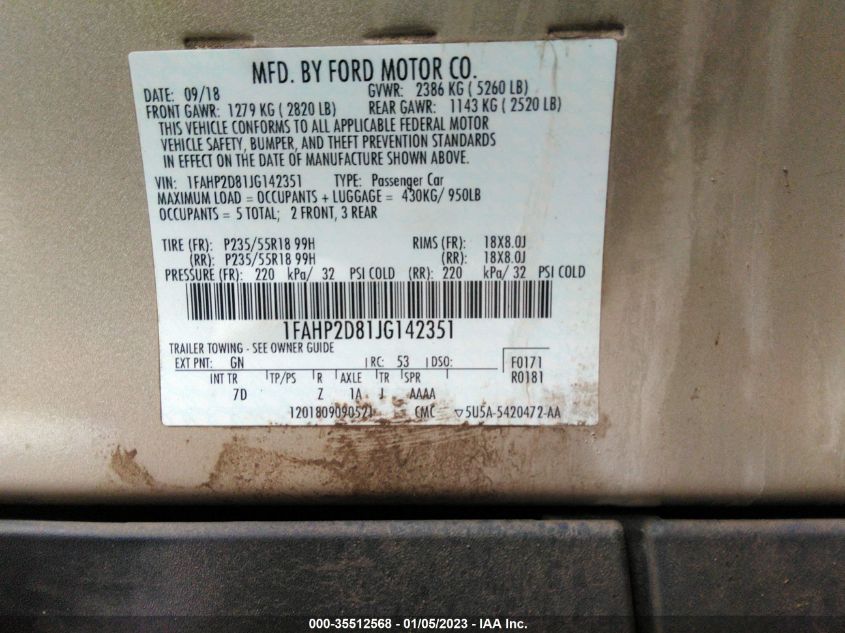 MFD. BY FORD MOTOR CO.
DATE: 09/18 GVWR: 2386 KG ( 5260 LB)
FRONT GAWR: 1279 KG ( 2820 LB) REAR GAWR: 1143 KG ( 2520 LB)
THIS VEHICLE CONFORMS TO ALL APPLICABLE FEDERAL MOTOR
VEHICLE SAFETY, BUMPER, AND THEFT PREVENTION STANDARDS
IN EFFECT ON THE DATE OF MANUFACTURE SHOWN ABOVE.
VIN: 1FAHP2D81JG142351 TYPE: Passenger Car
MAXIMUM LOAD = OCCUPANTS + LUGGAGE = 430KG/ 950LB
OCCUPANTS = 5 TOTAL; 2 FRONT, 3 REAR
TIRE (FR): P235/55R18 99H RIMS (FR): 18X8.0J
(RR): P235/55R18 99H (RR): 18X8.0J
PRESSURE (FR): 220 kPa/ 32 PSI COLD (RR): 220 kPa/ 32 PSI COLD
1FAHP2D81JG142351
TRAILER TOWING - SEE OWNER GUIDE
EXT PNT: GN RC: 53 DSO: F0171
INT TR TP/PS R AXLE TR SPR R0181
7D Z 1A J AAAA
1201809090521 CMC ▽5U5A-5420472-AA
000-35512568 - 01/05/2023 - IAA Inc.